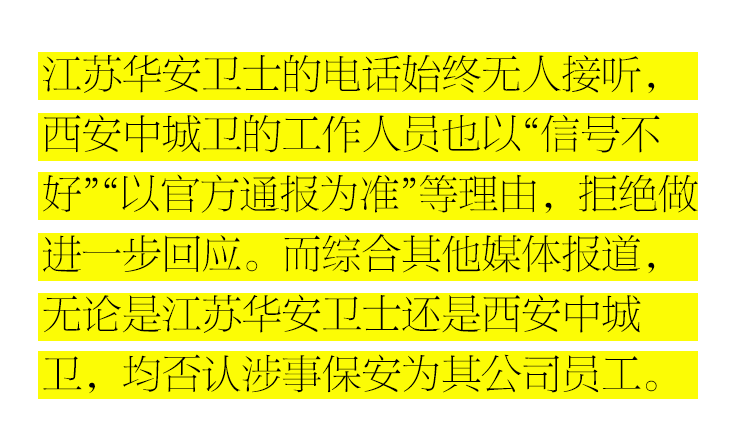 江苏华安卫士的电话始终无人接听，
西安中城卫的工作人员也以“信号不
好”“以官方通报为准”等理由，拒绝做
进一步回应。而综合其他媒体报道，
无论是江苏华安卫士还是西安中城
卫，均否认涉事保安为其公司员工。